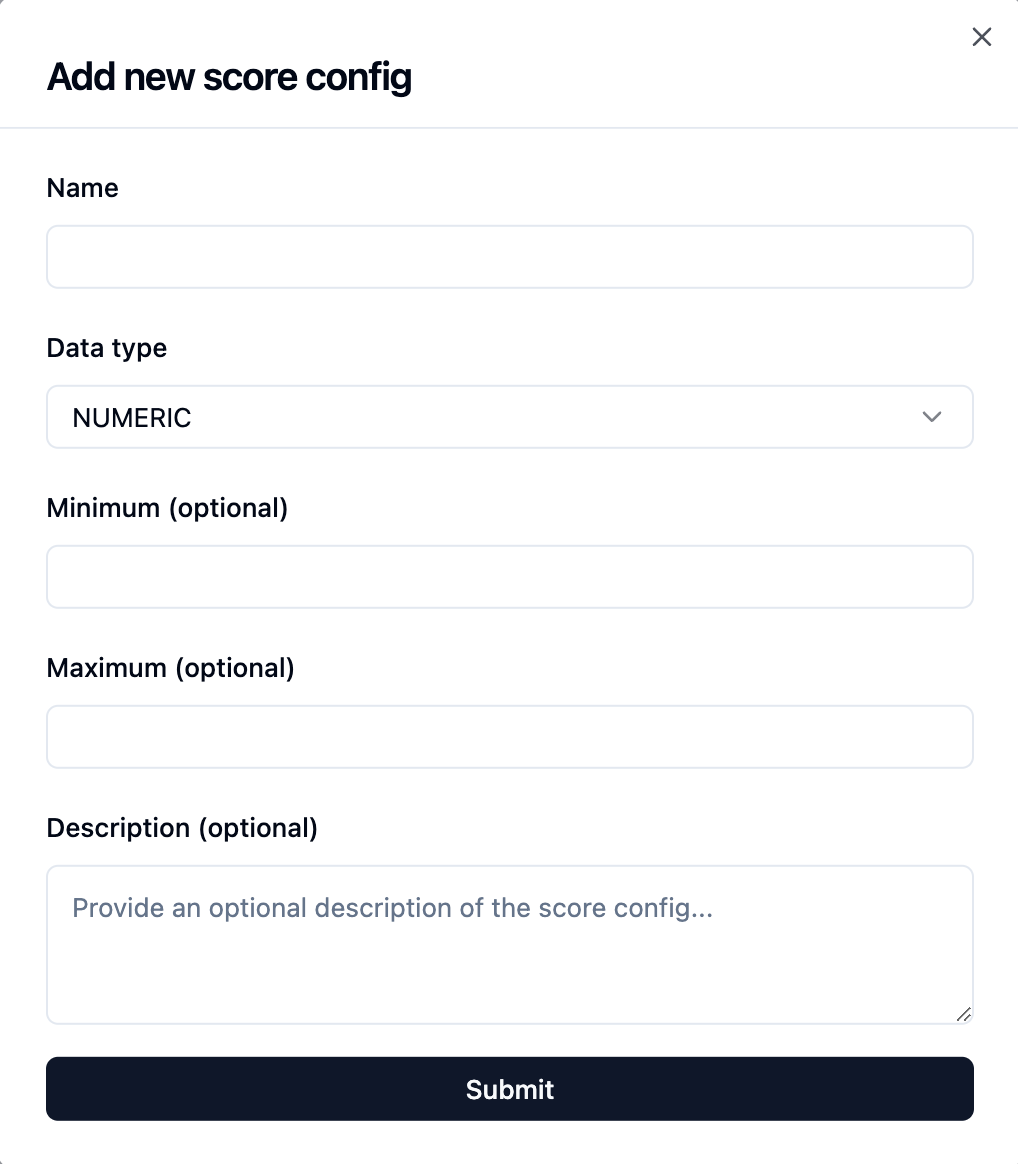 Add new score config
Name
Data type
NUMERIC
Minimum (optional)
Maximum (optional)
Description (optional)
Provide an optional description of the score config...
Submit